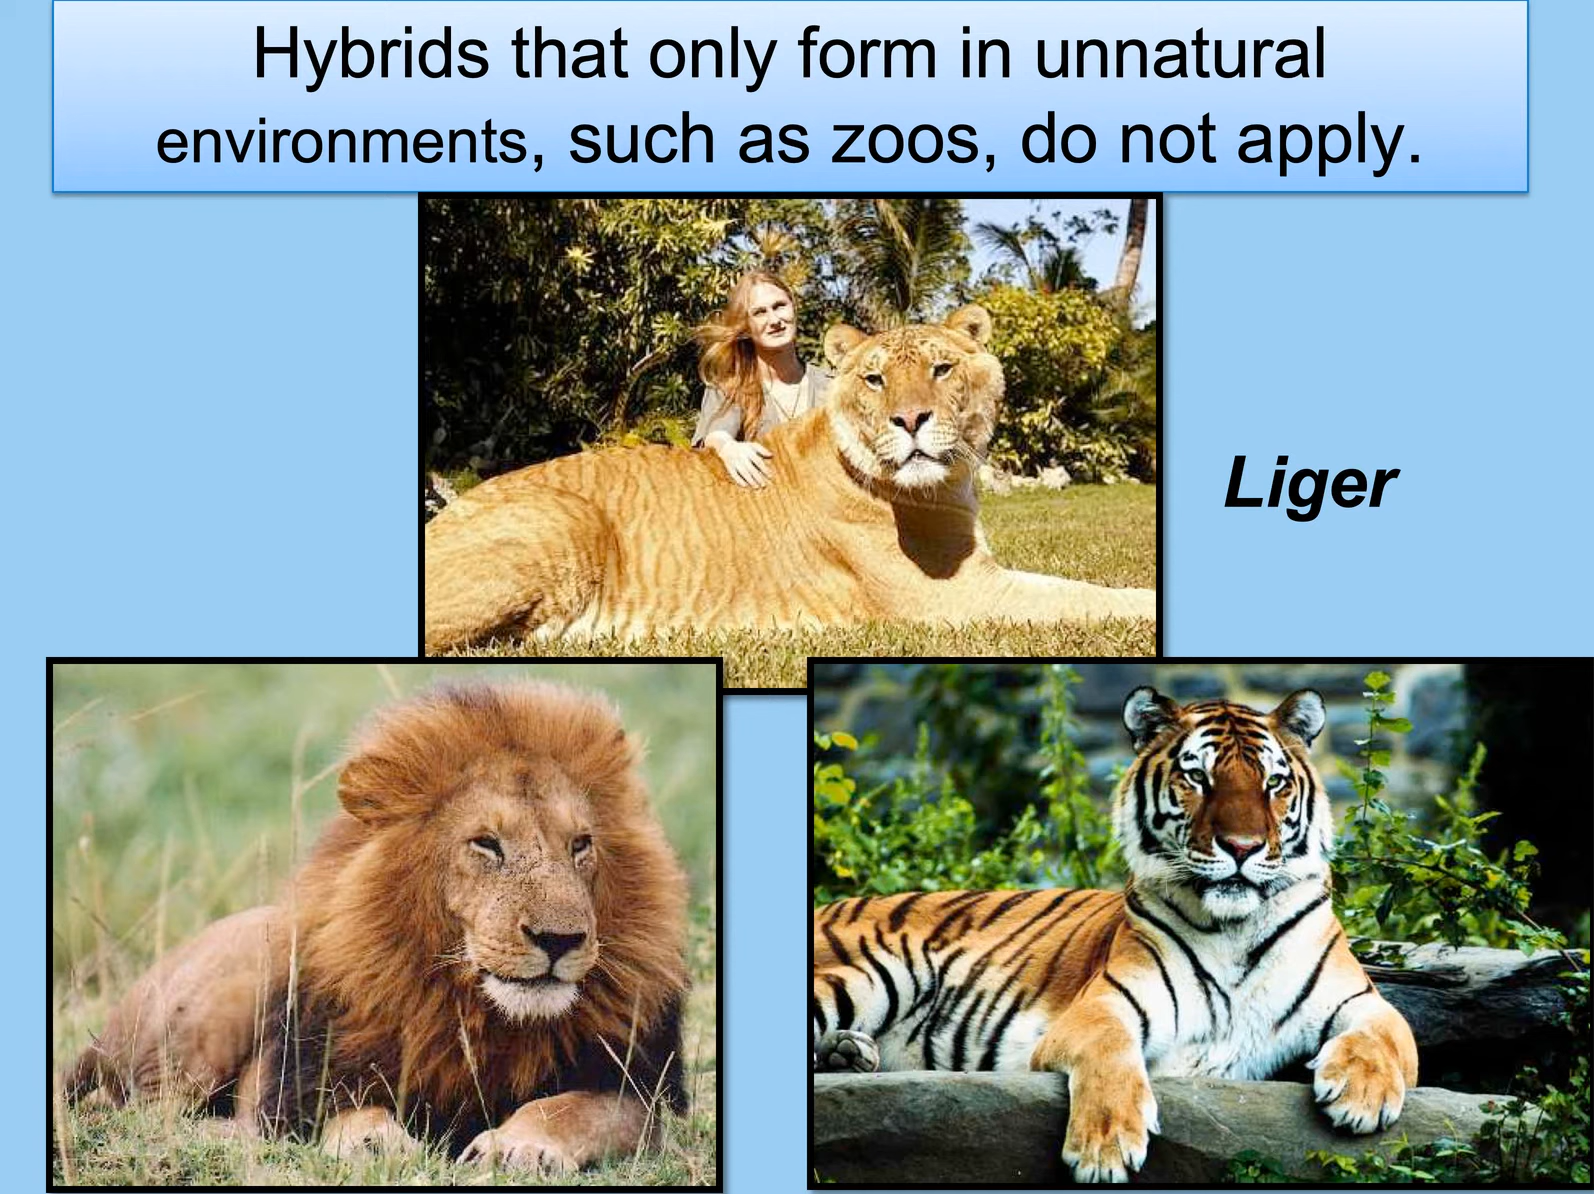 Hybrids that only form in unnatural
environments, such as zoos, do not apply.
Liger